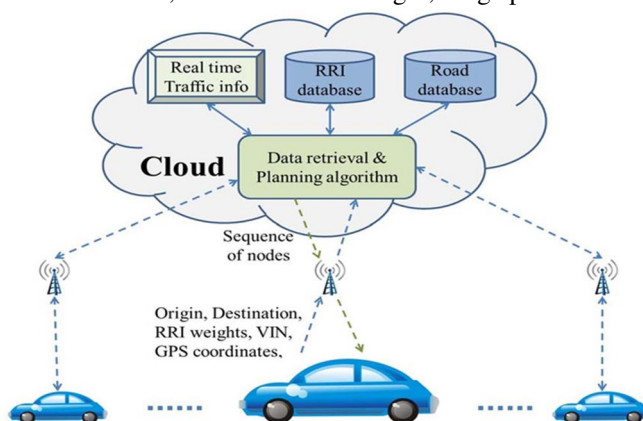 Real time
Traffic info
RRI
database
Road
database
Cloud
Data retrieval &
Planning algorithm
Sequence
of nodes
Origin, Destination,
RRI weights, VIN,
GPS coordinates,